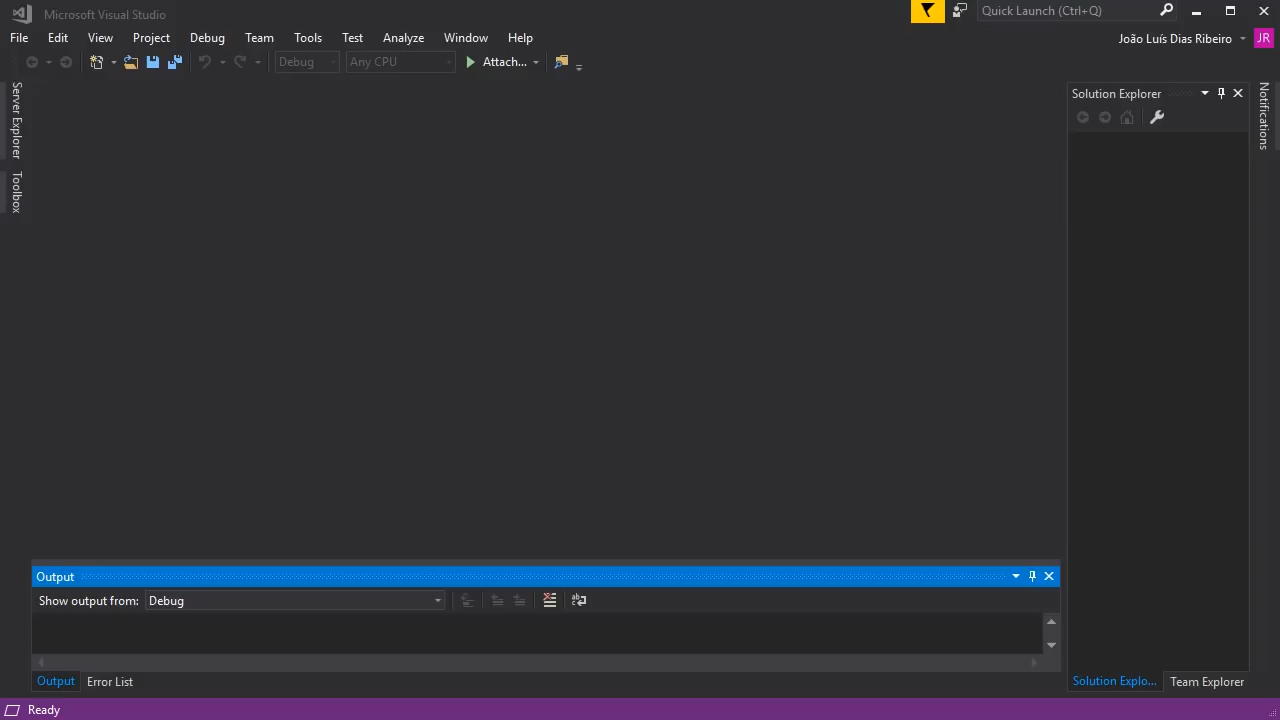 Microsoft Visual Studio
Quick Launch (Ctrl+Q)
File Edit View Project Debug Team Tools Test Analyze Window Help
João Luís Dias Ribeiro JR
Debug Any CPU Attach...
Server Explorer
Toolbox
Solution Explorer
Notifications
Output
Show output from: Debug
Output Error List
Solution Explo... Team Explorer
Ready